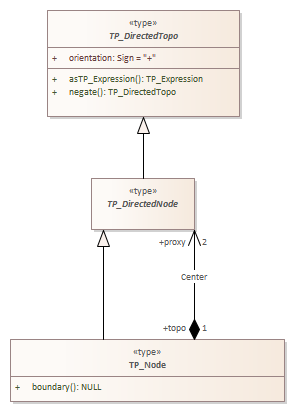 «type»
TP_DirectedTopo
+ orientation: Sign = "+"
+ asTP_Expression(): TP_Expression
+ negate(): TP_DirectedTopo
«type»
TP_DirectedNode
+proxy 2
Center
+topo 1
«type»
TP_Node
+ boundary(): NULL